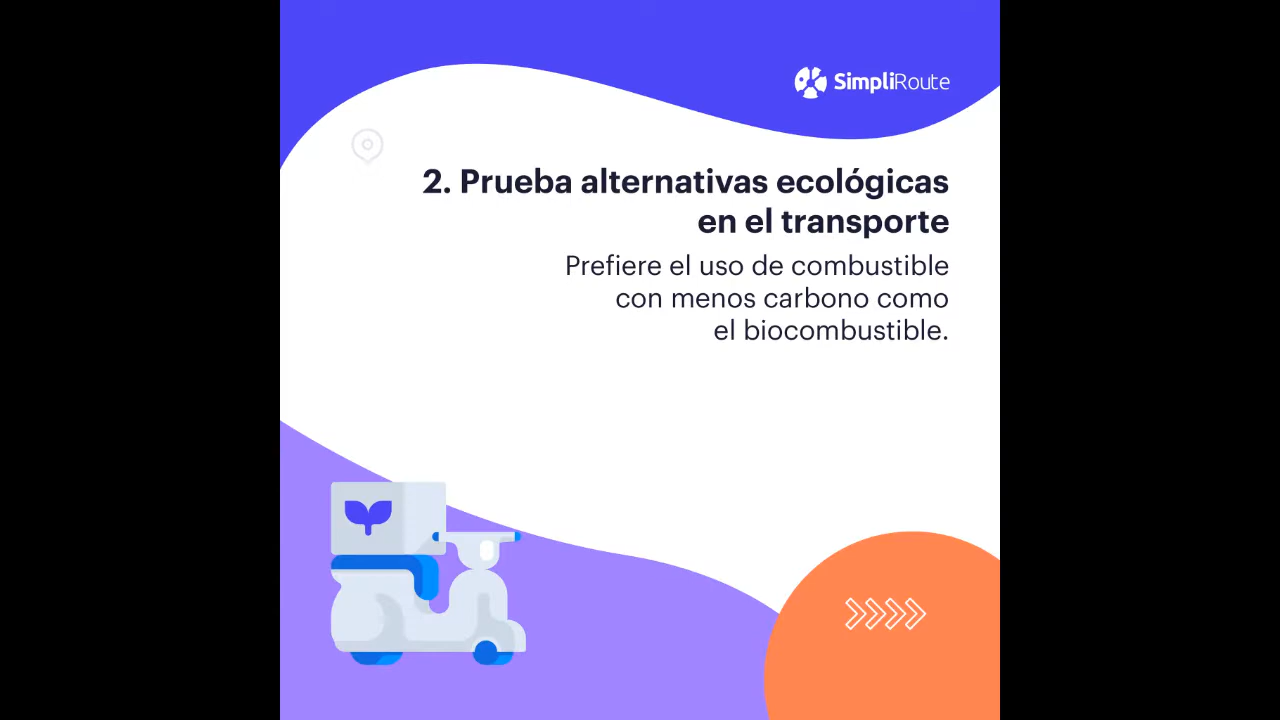 SimpliRoute
2. Prueba alternativas ecológicas
en el transporte
Prefiere el uso de combustible
con menos carbono como
el biocombustible.